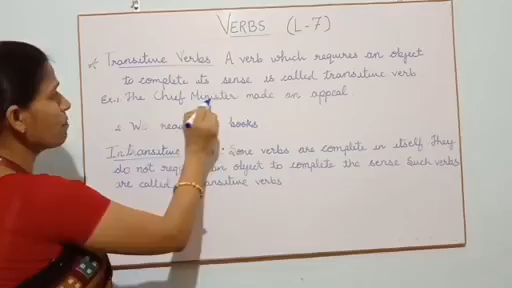 VERBS (L-7)
Transitive Verbs A verb which requires an object
to complete its sense is called transitive verb
Ex-1. The Chief Minister made an appeal
2 books
InTransitive : Some verbs are complete in itself They
do not an object to complete the sense Such verbs
are called verbs